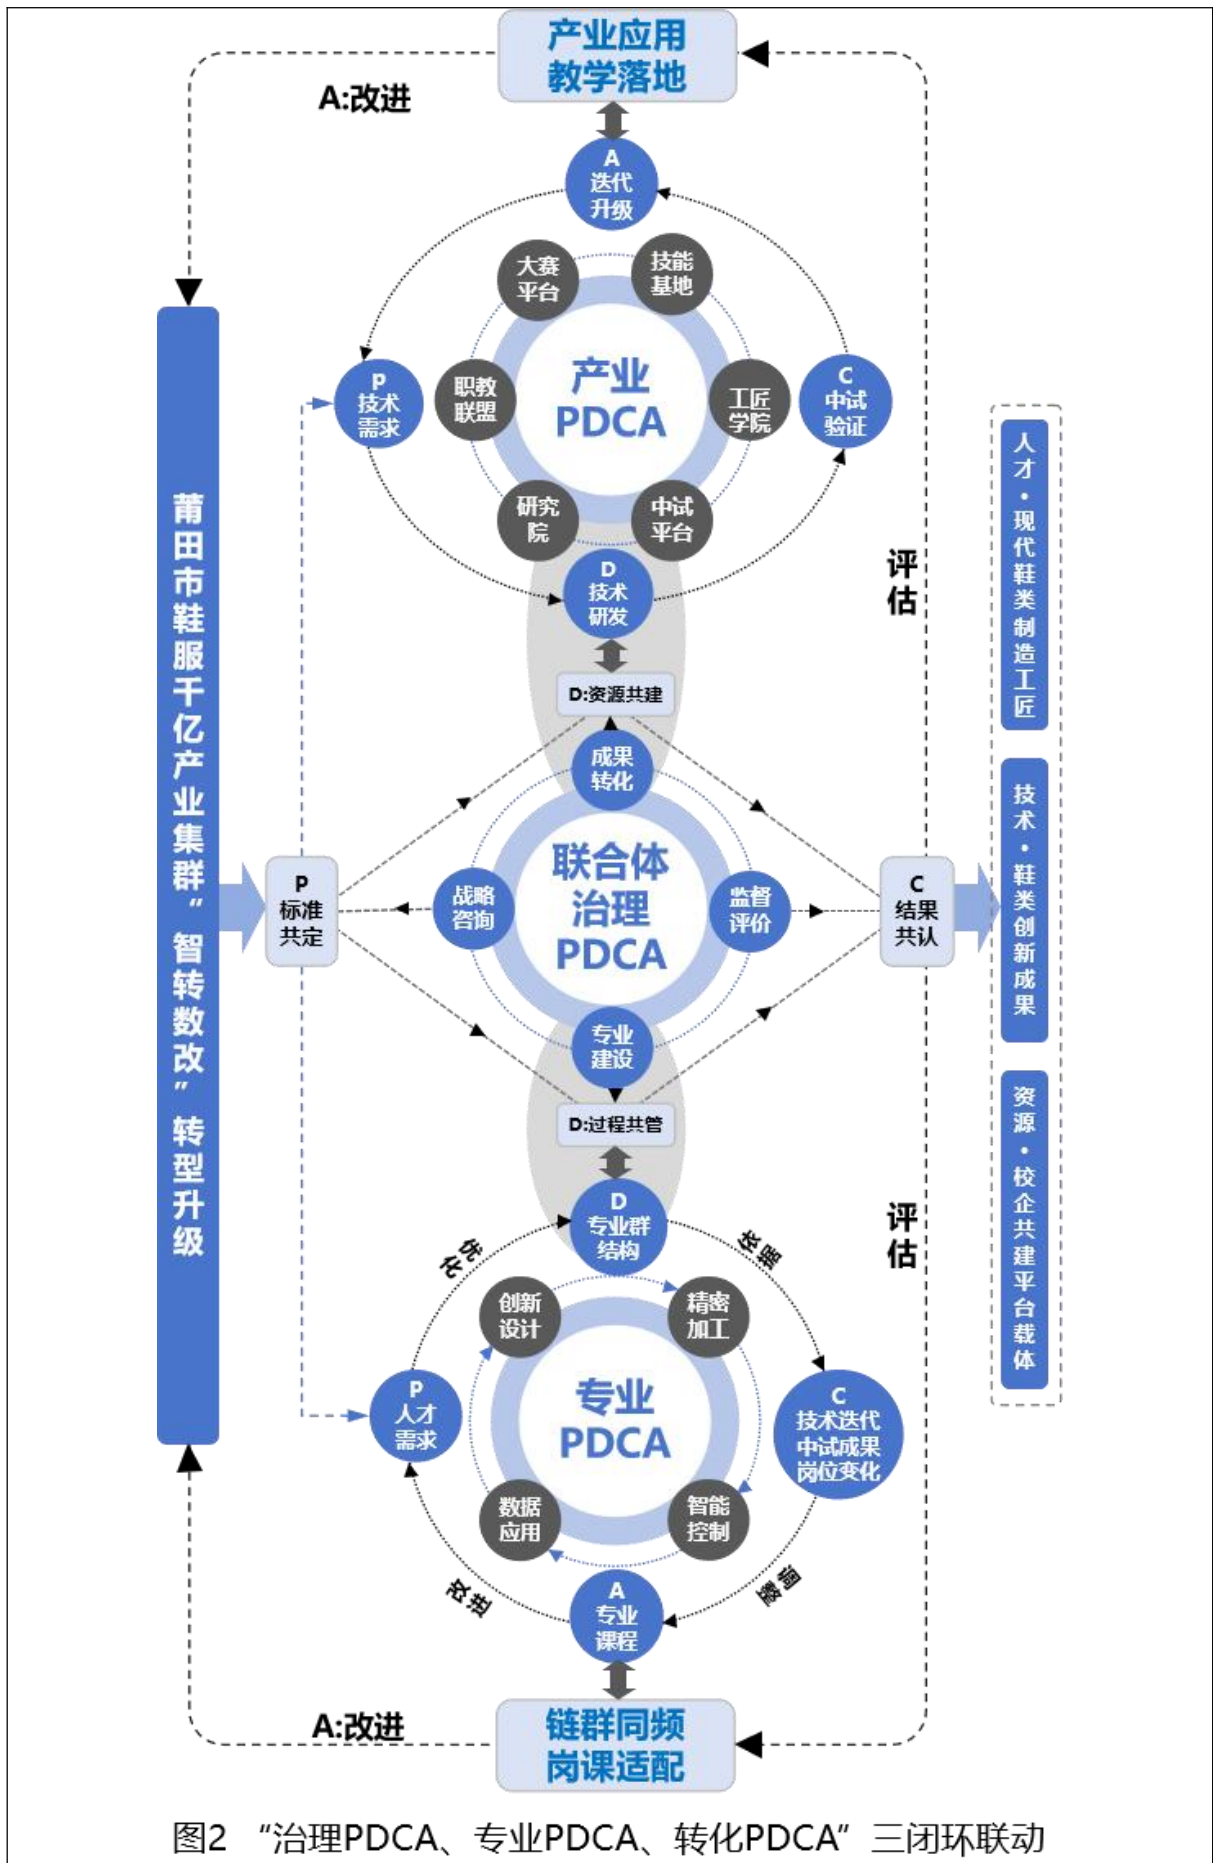 产业应用
教学落地
A:改进
A
迭代
升级
大赛
平台
技能
基地
产业
PDCA
职教
联盟
工匠
学院
P
技术
需求
C
中试
验证
研究
院
中试
平台
D
技术
研发
评
估
D:资源共建
成果
转化
莆田市鞋服千亿产业集群“智转数改”转型升级
P
标准
共定
战略
咨询
联合体
治理
PDCA
监督
评价
C
结果
共认
人才·现代鞋类制造工匠
技术·鞋类创新成果
资源·校企共建平台载体
专业
建设
D:过程共管
D
专业群
结构
优化
依据
评
估
创新
设计
精密
加工
专业
PDCA
P
人才
需求
C
技术迭代
中试成果
岗位变化
数据
应用
智能
控制
改进
调整
A
专业
课程
A:改进
链群同频
岗课适配
图2 “治理PDCA、专业PDCA、转化PDCA”三闭环联动